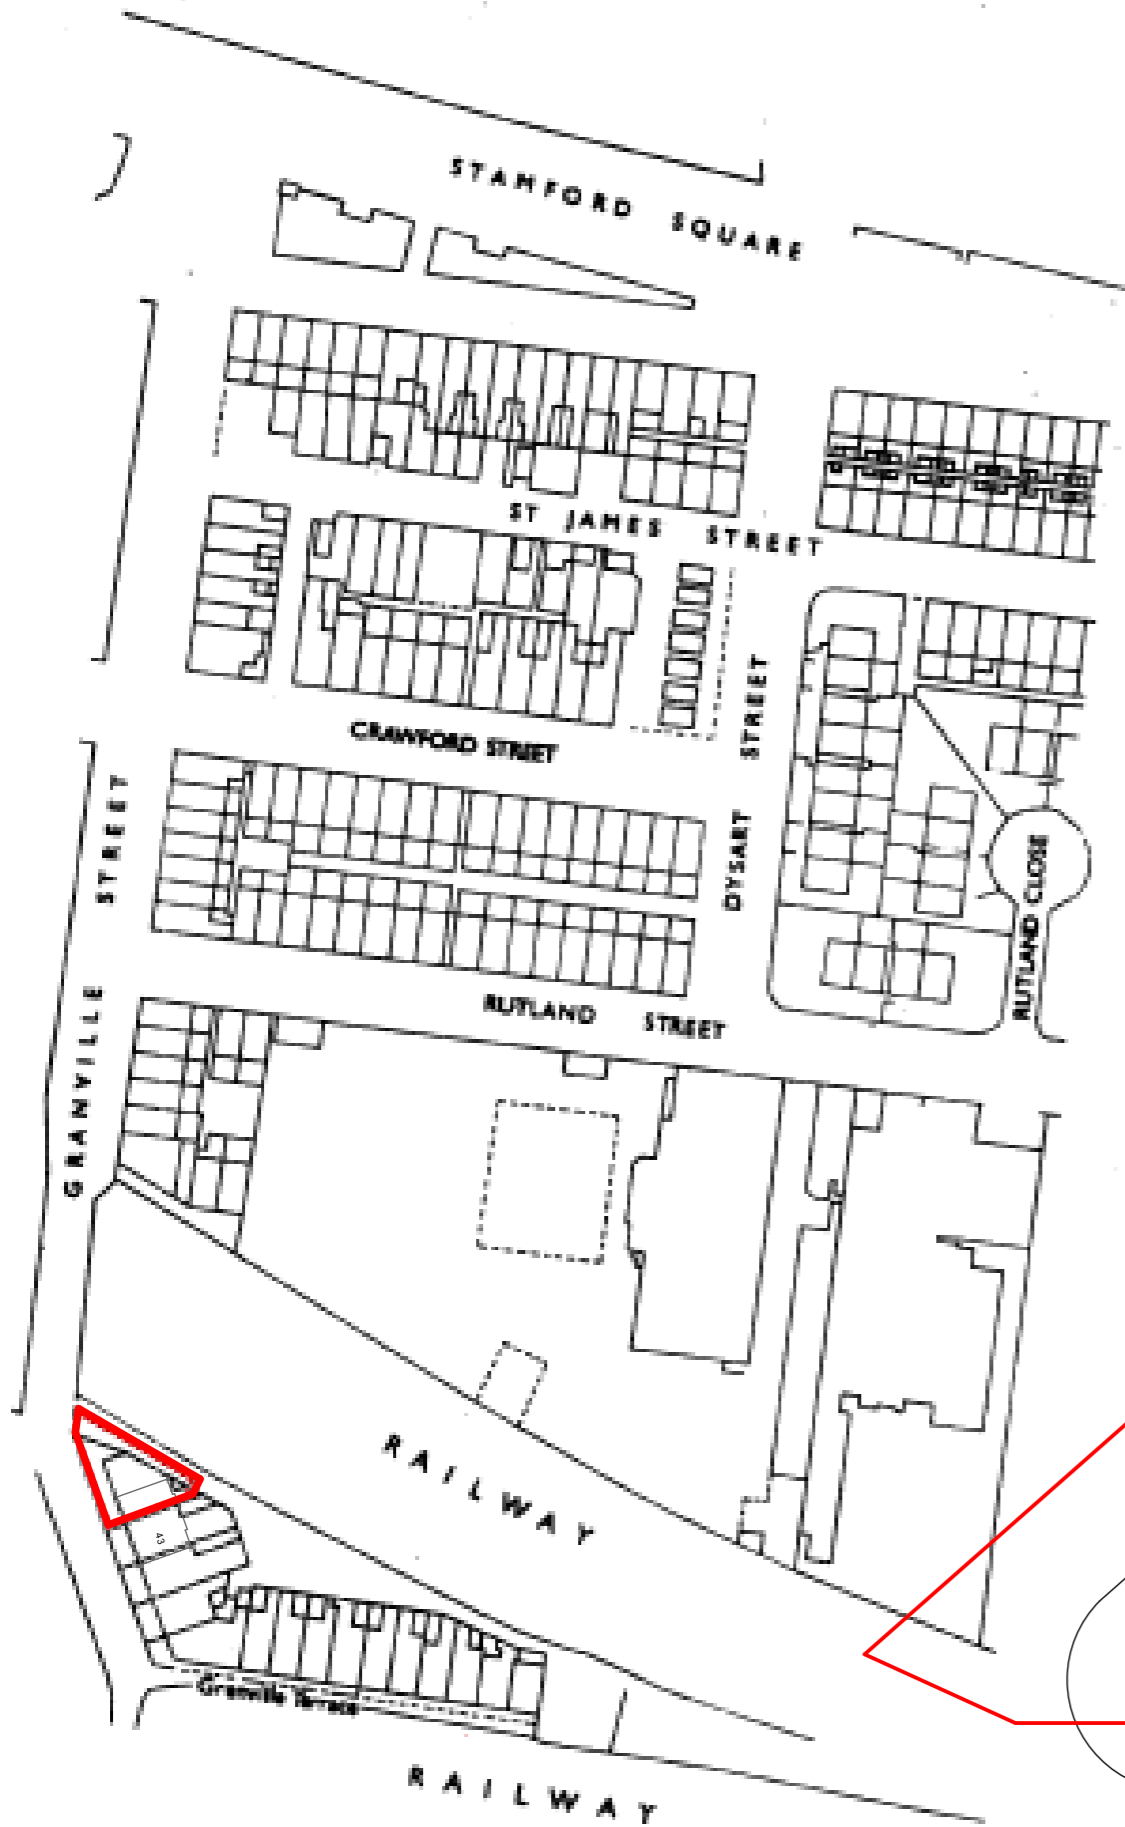 STAMFORD SQUARE
ST JAMES STREET
CRAWFORD STREET
DYSART STREET
GRANVILLE STREET
RUTLAND CLOSE
RUTLAND STREET
RAILWAY
43
Granville Terrace
RAILWAY